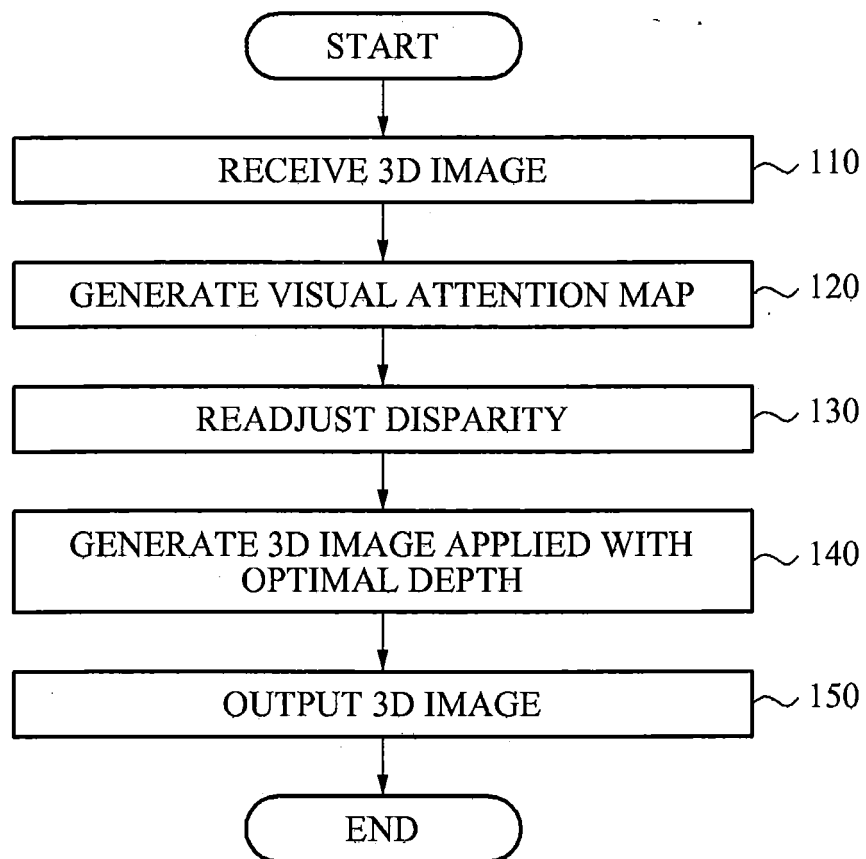 START
RECEIVE 3D IMAGE
110
GENERATE VISUAL ATTENTION MAP
120
READJUST DISPARITY
130
GENERATE 3D IMAGE APPLIED WITH
OPTIMAL DEPTH
140
OUTPUT 3D IMAGE
150
END